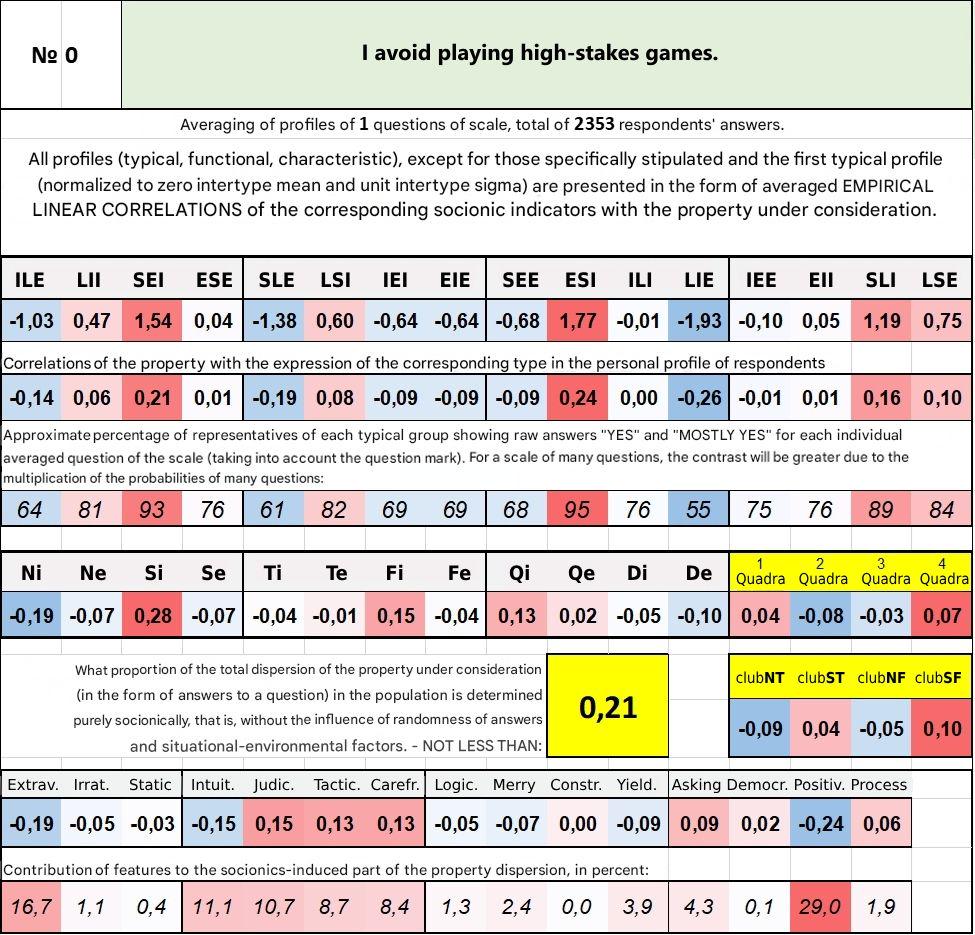 № 0
I avoid playing high-stakes games.
Averaging of profiles of 1 questions of scale, total of 2353 respondents' answers.
All profiles (typical, functional, characteristic), except for those specifically stipulated and the first typical profile
(normalized to zero intertype mean and unit intertype sigma) are presented in the form of averaged EMPIRICAL
LINEAR CORRELATIONS of the corresponding socionic indicators with the property under consideration.
ILE LII SEI ESE SLE LSI IEI EIE SEE ESI ILI LIE IEE EII SLI LSE
-1,03 0,47 1,54 0,04 -1,38 0,60 -0,64 -0,64 -0,68 1,77 -0,01 -1,93 -0,10 0,05 1,19 0,75
Correlations of the property with the expression of the corresponding type in the personal profile of respondents
-0,14 0,06 0,21 0,01 -0,19 0,08 -0,09 -0,09 -0,09 0,24 0,00 -0,26 -0,01 0,01 0,16 0,10
Approximate percentage of representatives of each typical group showing raw answers "YES" and "MOSTLY YES" for each individual
averaged question of the scale (taking into account the question mark). For a scale of many questions, the contrast will be greater due to the
multiplication of the probabilities of many questions:
64 81 93 76 61 82 69 69 68 95 76 55 75 76 89 84
Ni Ne Si Se Ti Te Fi Fe Qi Qe Di De 1 2 3 4
Quadra Quadra Quadra Quadra
-0,19 -0,07 0,28 -0,07 -0,04 -0,01 0,15 -0,04 0,13 0,02 -0,05 -0,10 0,04 -0,08 -0,03 0,07
What proportion of the total dispersion of the property under consideration
(in the form of answers to a question) in the population is determined
purely socionically, that is, without the influence of randomness of answers
and situational-environmental factors. - NOT LESS THAN:
0,21
clubNT clubST clubNF clubSF
-0,09 0,04 -0,05 0,10
Extrav. Irrat. Static Intuit. Judic. Tactic. Carefr. Logic. Merry Constr. Yield. Asking Democr. Positiv. Process
-0,19 -0,05 -0,03 -0,15 0,15 0,13 0,13 -0,05 -0,07 0,00 -0,09 0,09 0,02 -0,24 0,06
Contribution of features to the socionics-induced part of the property dispersion, in percent:
16,7 1,1 0,4 11,1 10,7 8,7 8,4 1,3 2,4 0,0 3,9 4,3 0,1 29,0 1,9